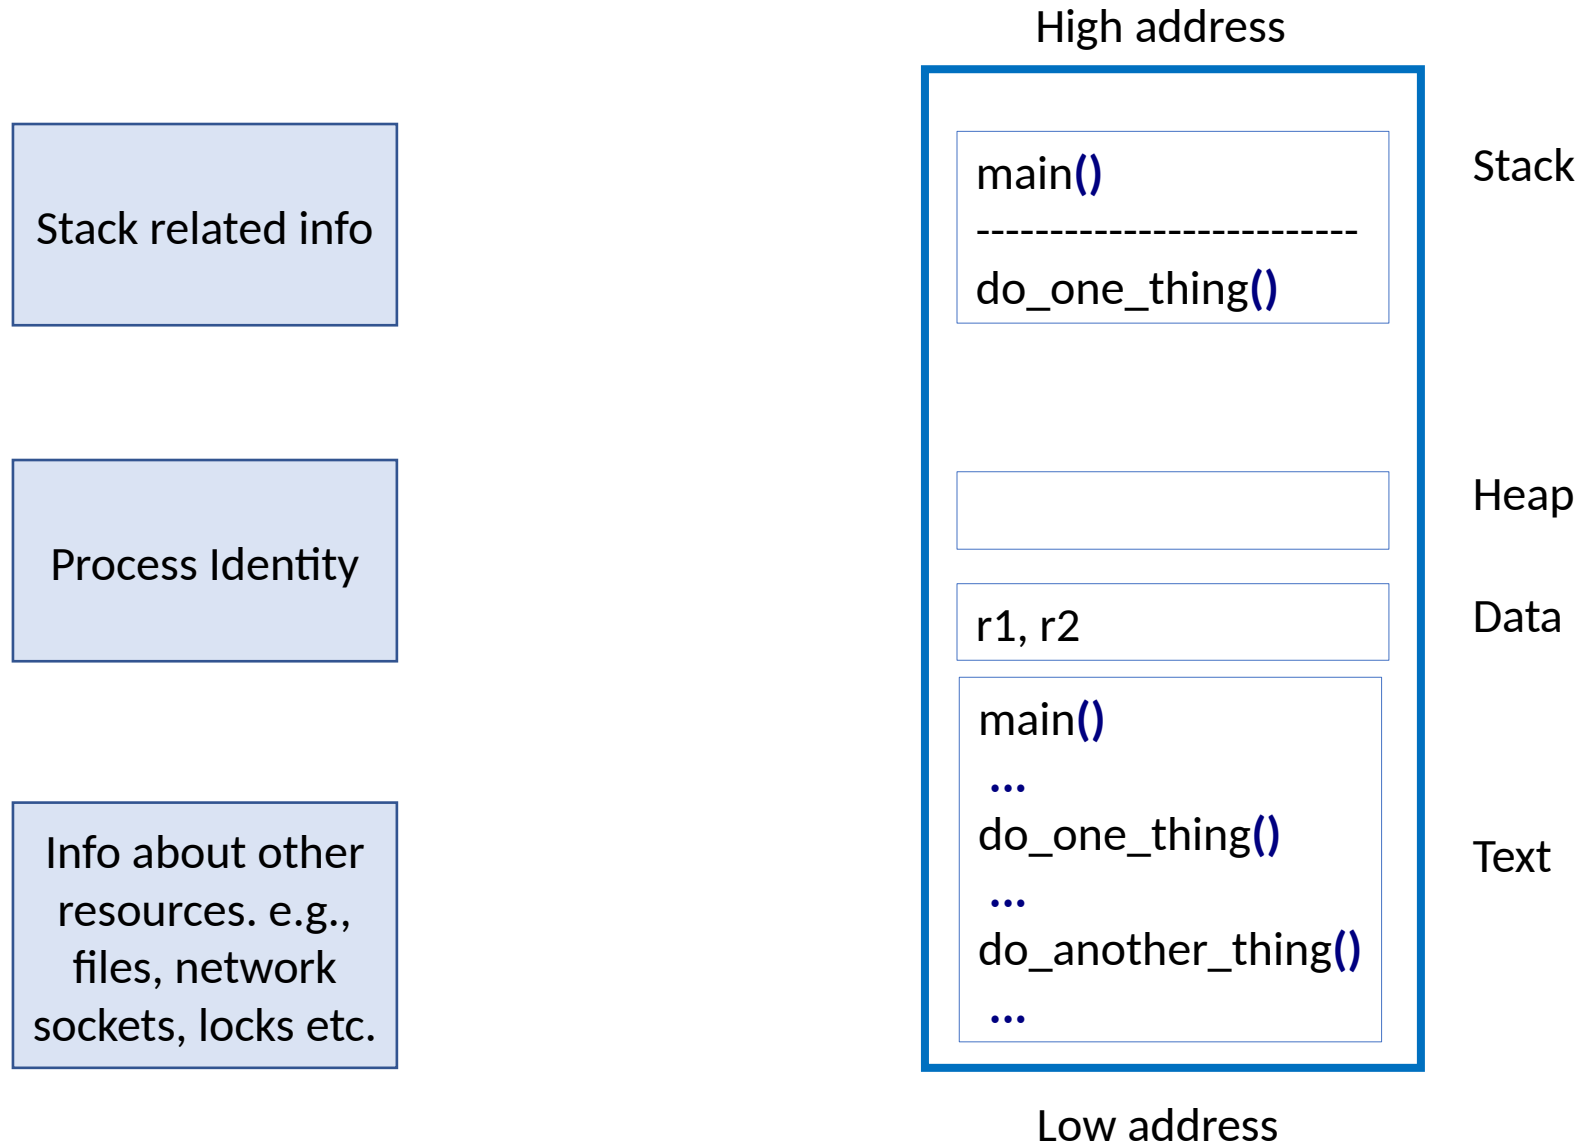 High address
Stack related info
Process Identity
Info about other
resources. e.g.,
files, network
sockets, locks etc.
main()
--------------------------
do_one_thing()
Stack
Heap
r1, r2
Data
main()
...
do_one_thing()
...
do_another_thing()
...
Text
Low address